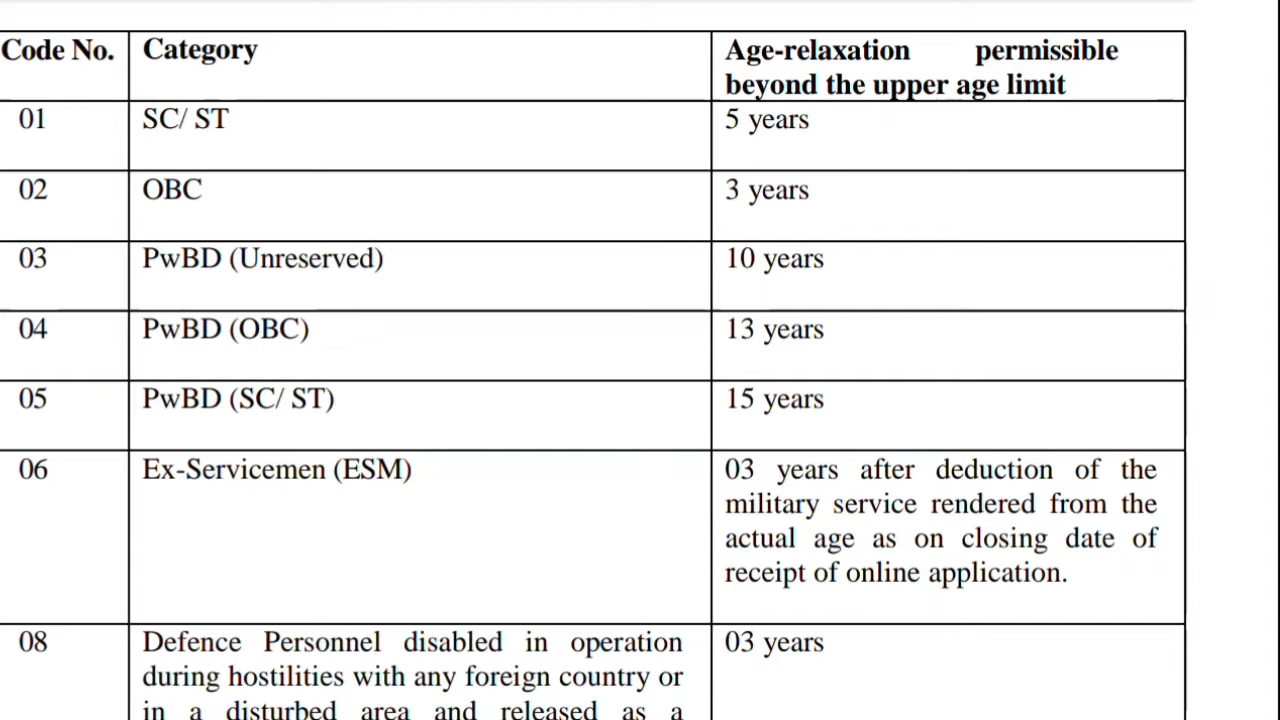 Code No. Category Age-relaxation permissible
beyond the upper age limit
01 SC/ ST 5 years
02 OBC 3 years
03 PwBD (Unreserved) 10 years
04 PwBD (OBC) 13 years
05 PwBD (SC/ ST) 15 years
06 Ex-Servicemen (ESM) 03 years after deduction of the
military service rendered from the
actual age as on closing date of
receipt of online application.
08 Defence Personnel disabled in operation 03 years
during hostilities with any foreign country or
in a disturbed area and released as a